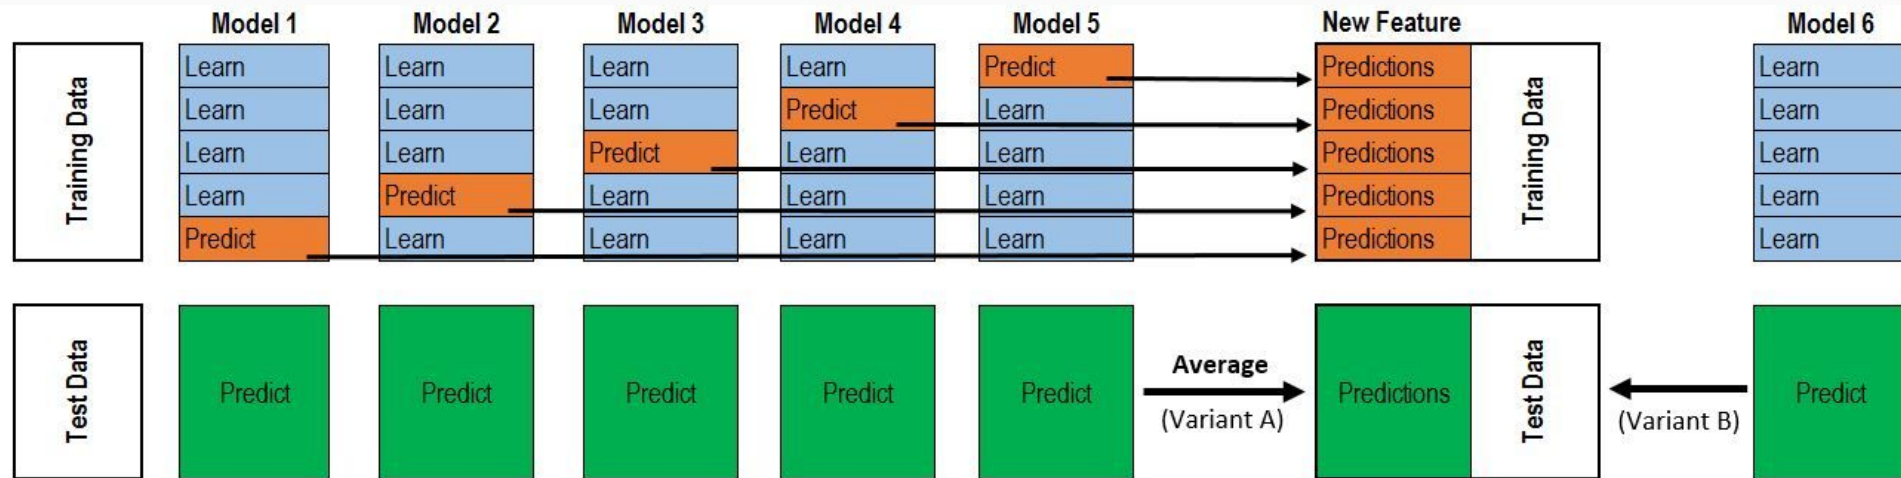 Model 1 Model 2 Model 3 Model 4 Model 5 New Feature Model 6
Training Data
Learn Learn Learn Learn Predict Predictions Learn
Learn Learn Learn Predict Learn Predictions Learn
Learn Learn Predict Learn Learn Predictions Learn
Learn Predict Learn Learn Learn Predictions Learn
Predict Learn Learn Learn Learn Predictions Learn
Training Data
Test Data
Predict Predict Predict Predict Predict
Average
(Variant A)
Predictions
Test Data
(Variant B)
Predict